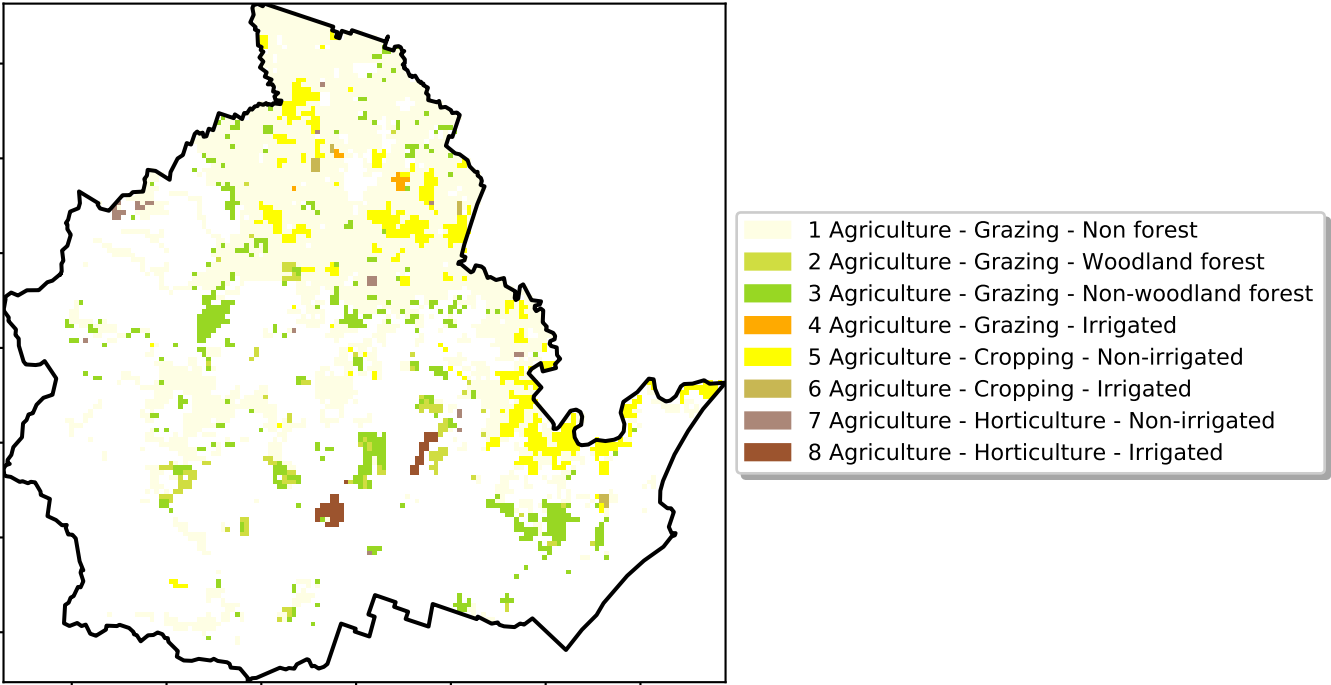 1 Agriculture - Grazing - Non forest
2 Agriculture - Grazing - Woodland forest
3 Agriculture - Grazing - Non-woodland forest
4 Agriculture - Grazing - Irrigated
5 Agriculture - Cropping - Non-irrigated
6 Agriculture - Cropping - Irrigated
7 Agriculture - Horticulture - Non-irrigated
8 Agriculture - Horticulture - Irrigated